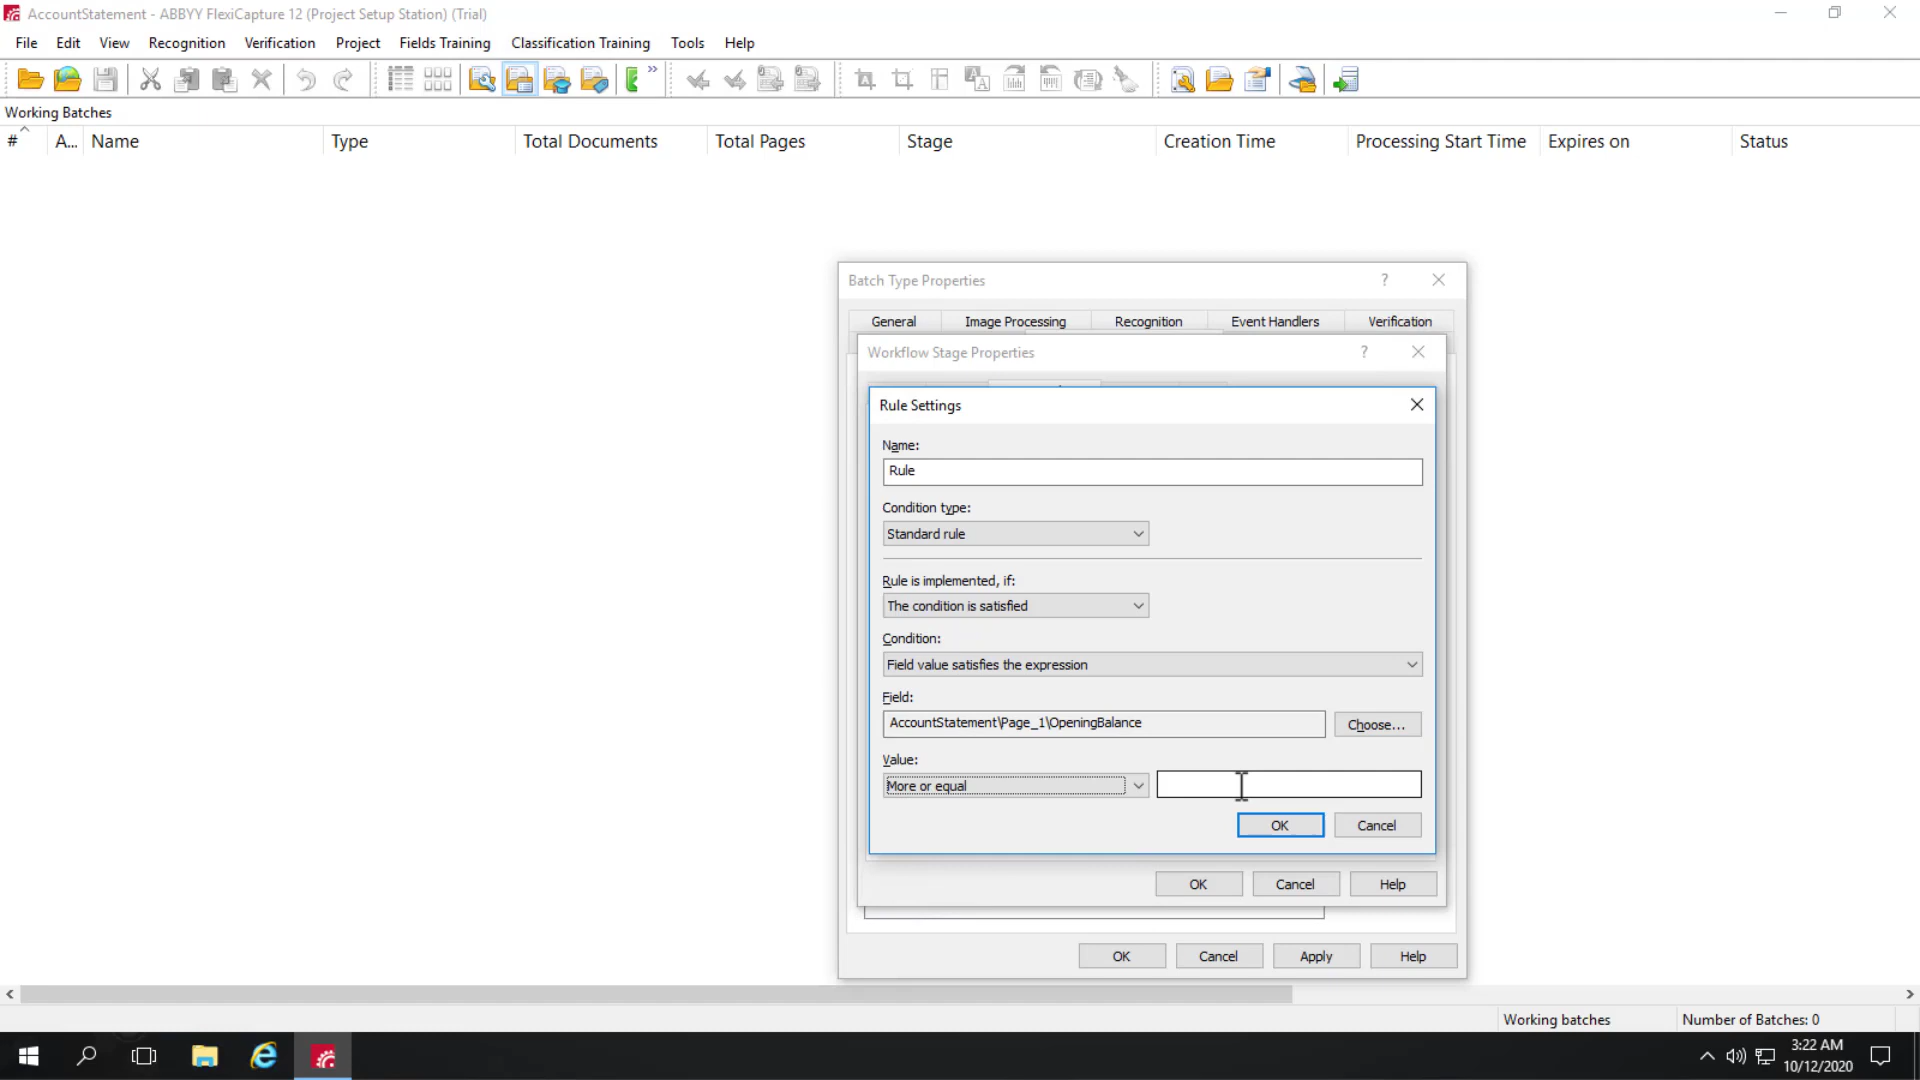 AccountStatement - ABBYY FlexiCapture 12 (Project Setup Station) (Trial)
File Edit View Recognition Verification Project Fields Training Classification Training Tools Help
Working Batches
# A... Name Type Total Documents Total Pages Stage Creation Time Processing Start Time Expires on Status
Batch Type Properties ?
General Image Processing Recognition Event Handlers Verification
Workflow Stage Properties ?
Rule Settings
Name:
Rule
Condition type:
Standard rule
Rule is implemented, if:
The condition is satisfied
Condition:
Field value satisfies the expression
Field:
AccountStatement\Page_1\OpeningBalance Choose...
Value:
More or equal
OK Cancel
OK Cancel Help
OK Cancel Apply Help
Working batches Number of Batches: 0
3:22 AM
10/12/2020